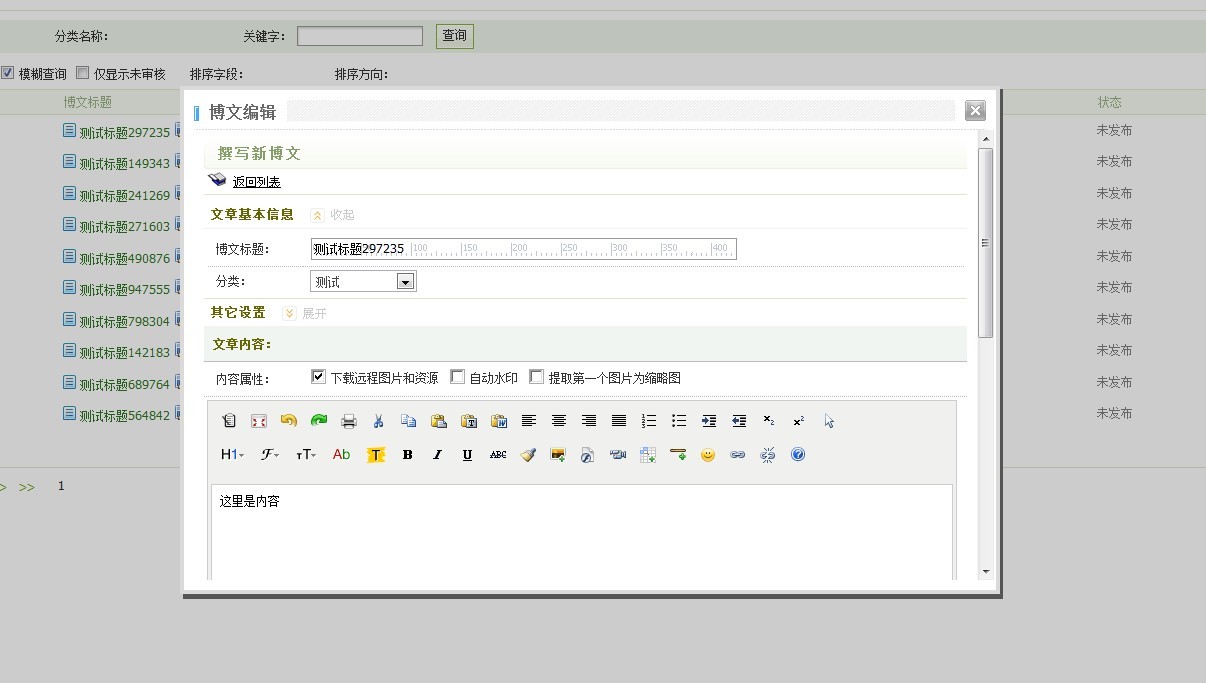 分类名称： 关键字： 查询
模糊查询 仅显示未审核 排序字段： 排序方向：
博文标题 状态
测试标题297235 未发布
测试标题149343 未发布
测试标题241269 未发布
测试标题271603 未发布
测试标题490876 未发布
测试标题947555 未发布
测试标题798304 未发布
测试标题142183 未发布
测试标题689764 未发布
测试标题564842 未发布
> >> 1
博文编辑
撰写新博文
返回列表
文章基本信息 收起
博文标题： 测试标题297235 100 150 200 250 300 350 400
分类： 测试
其它设置 展开
文章内容：
内容属性： 下载远程图片和资源 自动水印 提取第一个图片为缩略图
H1 F TT Ab T B I U ABC
这里是内容